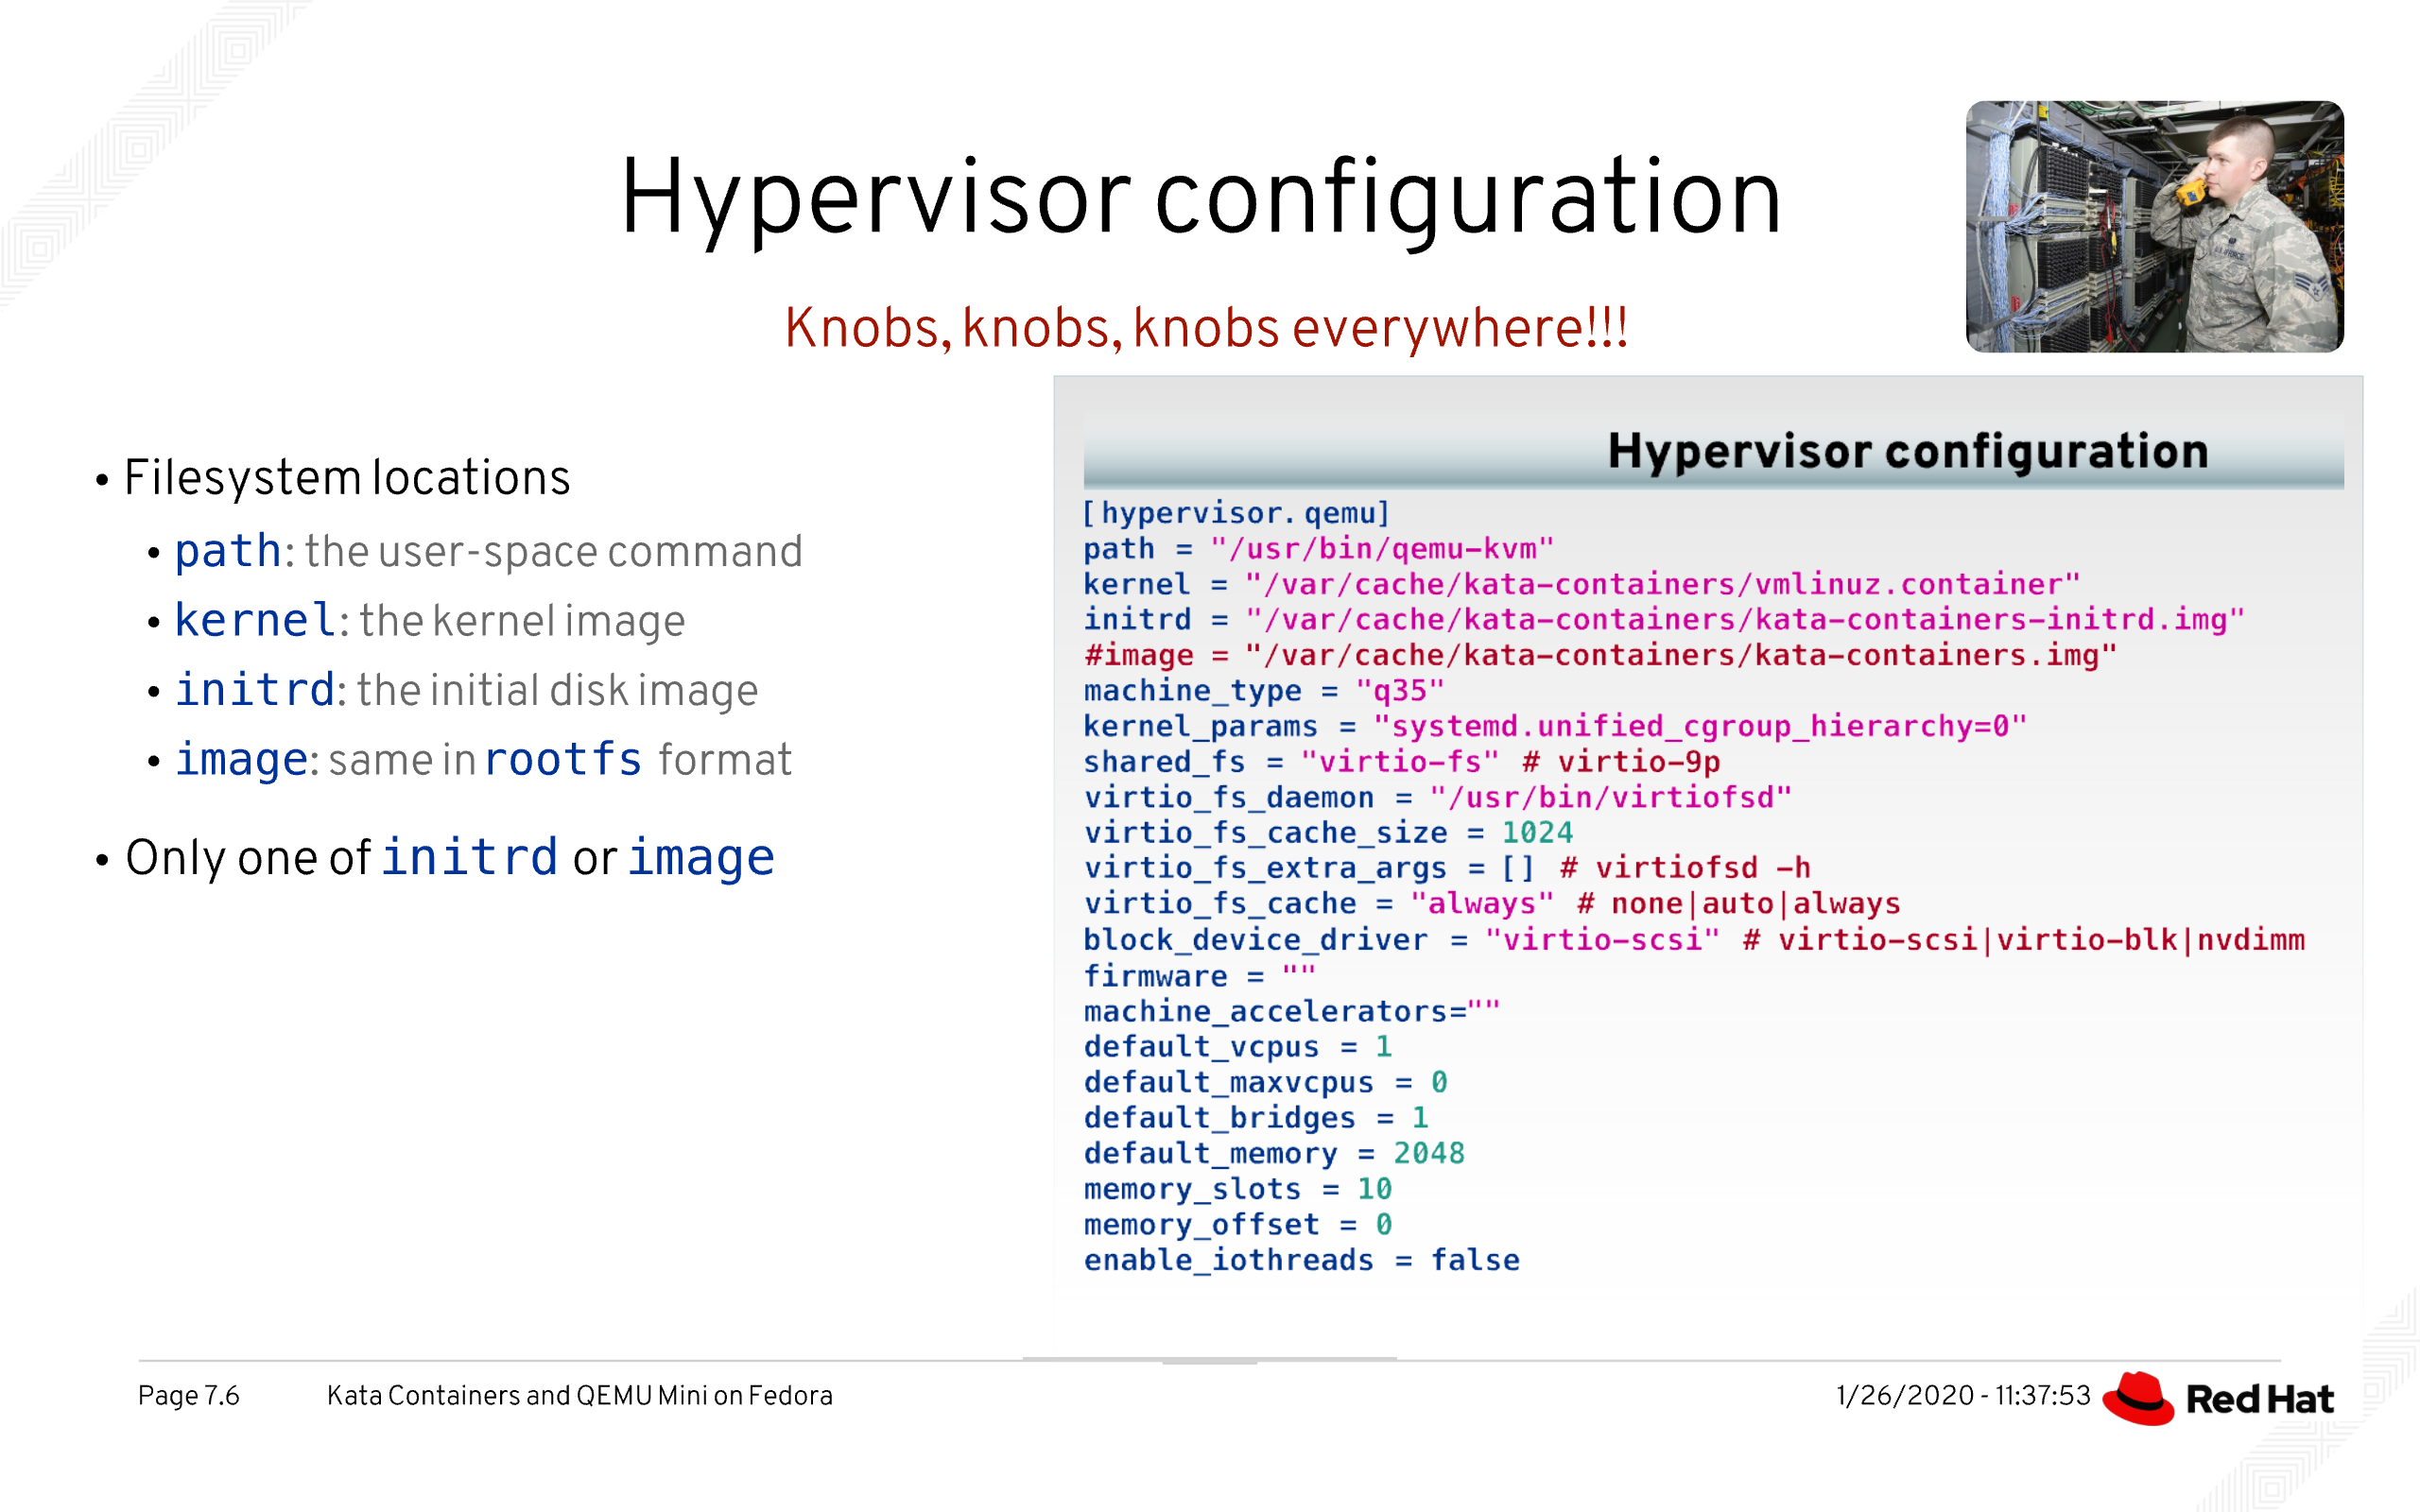 Hypervisor configuration
Knobs, knobs, knobs everywhere!!!
• Filesystem locations
• path: the user-space command
• kernel: the kernel image
• initrd: the initial disk image
• image: same in rootfs format
• Only one of initrd or image
Hypervisor configuration
[hypervisor.qemu]
path = "/usr/bin/qemu-kvm"
kernel = "/var/cache/kata-containers/vmlinuz.container"
initrd = "/var/cache/kata-containers/kata-containers-initrd.img"
#image = "/var/cache/kata-containers/kata-containers.img"
machine_type = "q35"
kernel_params = "systemd.unified_cgroup_hierarchy=0"
shared_fs = "virtio-fs" # virtio-9p
virtio_fs_daemon = "/usr/bin/virtiofsd"
virtio_fs_cache_size = 1024
virtio_fs_extra_args = [] # virtiofsd -h
virtio_fs_cache = "always" # none|auto|always
block_device_driver = "virtio-scsi" # virtio-scsi|virtio-blk|nvdimm
firmware = ""
machine_accelerators=""
default_vcpus = 1
default_maxvcpus = 0
default_bridges = 1
default_memory = 2048
memory_slots = 10
memory_offset = 0
enable_iothreads = false
Page 7.6 Kata Containers and QEMU Mini on Fedora 1/26/2020 - 11:37:53 Red Hat